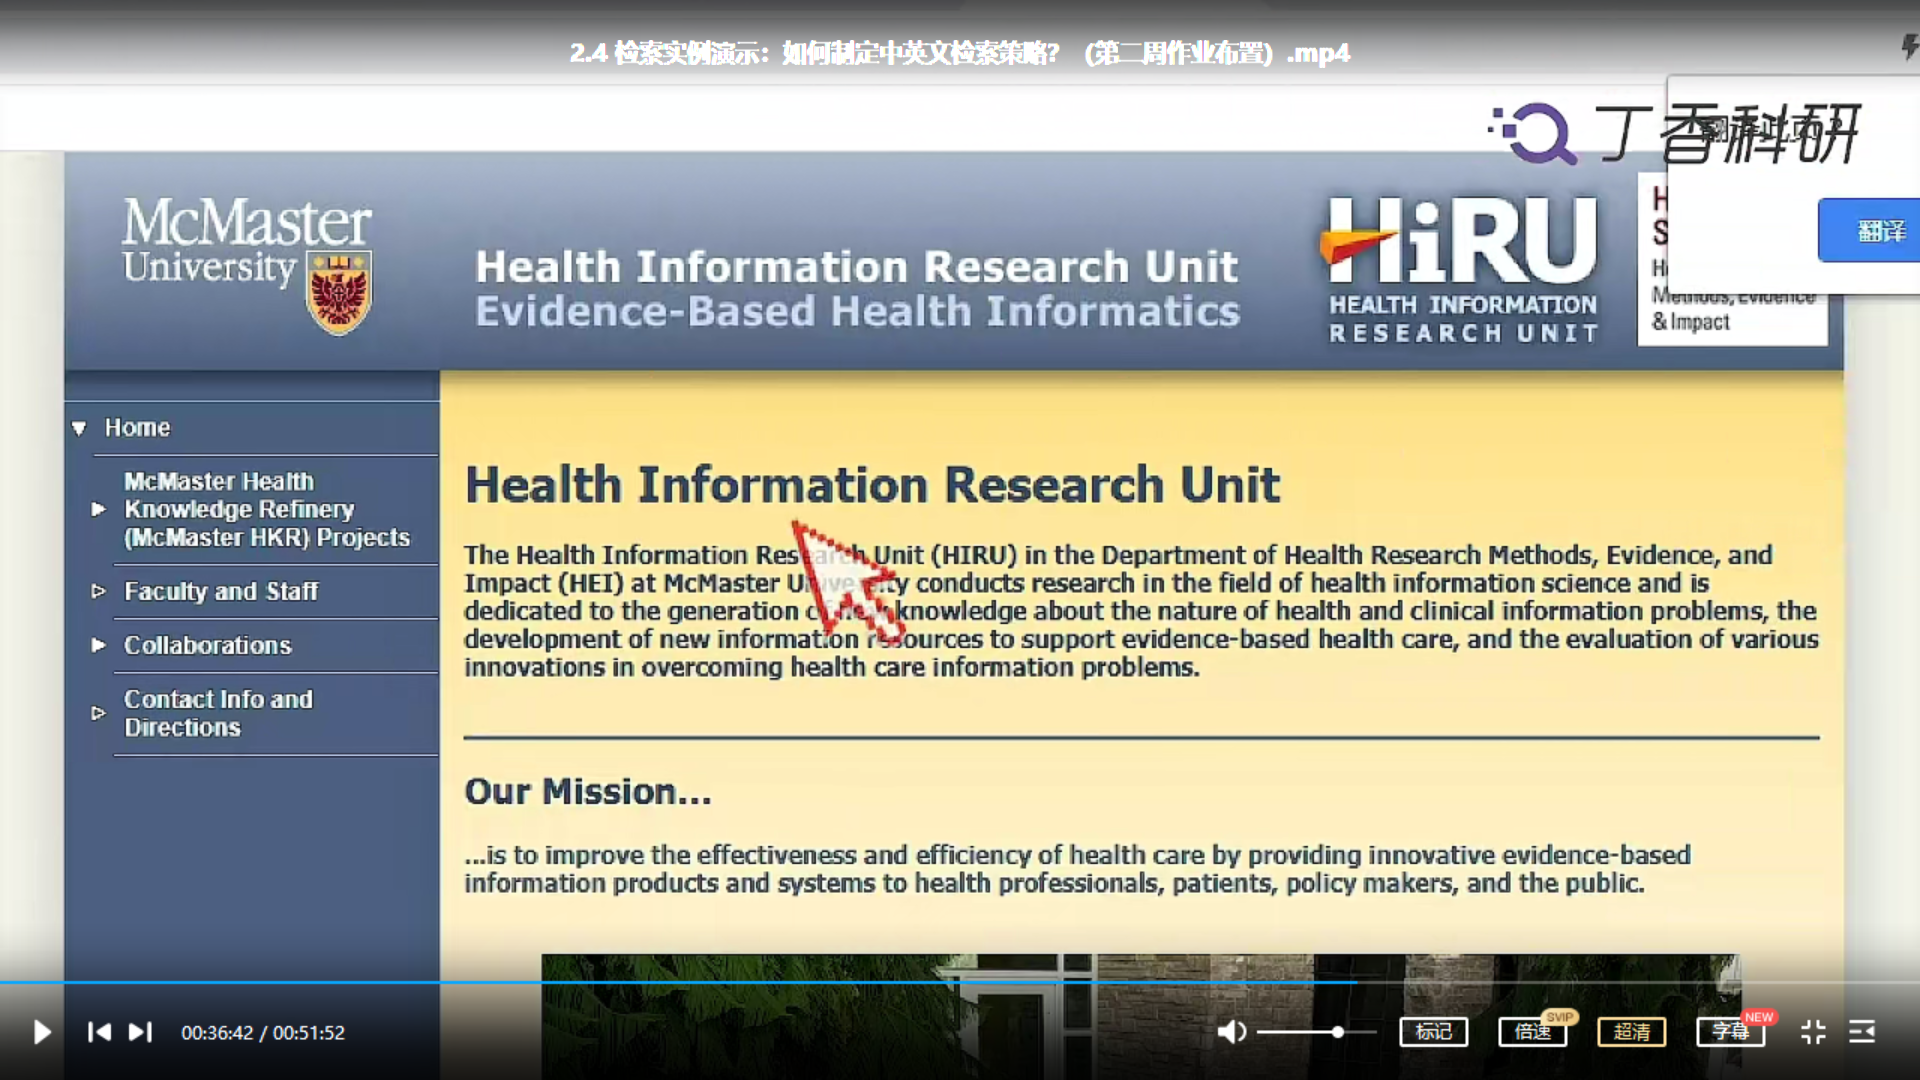 2.4 检索实例演示：如何制定中英文检索策略？（第二周作业布置）.mp4
丁香科研
翻译
McMaster
University
Health Information Research Unit
Evidence-Based Health Informatics
HiRU
HEALTH INFORMATION
RESEARCH UNIT
Methods, Evidence
& Impact
Home
McMaster Health
Knowledge Refinery
(McMaster HKR) Projects
Faculty and Staff
Collaborations
Contact Info and
Directions
Health Information Research Unit
The Health Information Research Unit (HIRU) in the Department of Health Research Methods, Evidence, and
Impact (HEI) at McMaster University conducts research in the field of health information science and is
dedicated to the generation of new knowledge about the nature of health and clinical information problems, the
development of new information resources to support evidence-based health care, and the evaluation of various
innovations in overcoming health care information problems.
Our Mission...
...is to improve the effectiveness and efficiency of health care by providing innovative evidence-based
information products and systems to health professionals, patients, policy makers, and the public.
00:36:42 / 00:51:52
标记
倍速
SVIP
超清
字幕
NEW